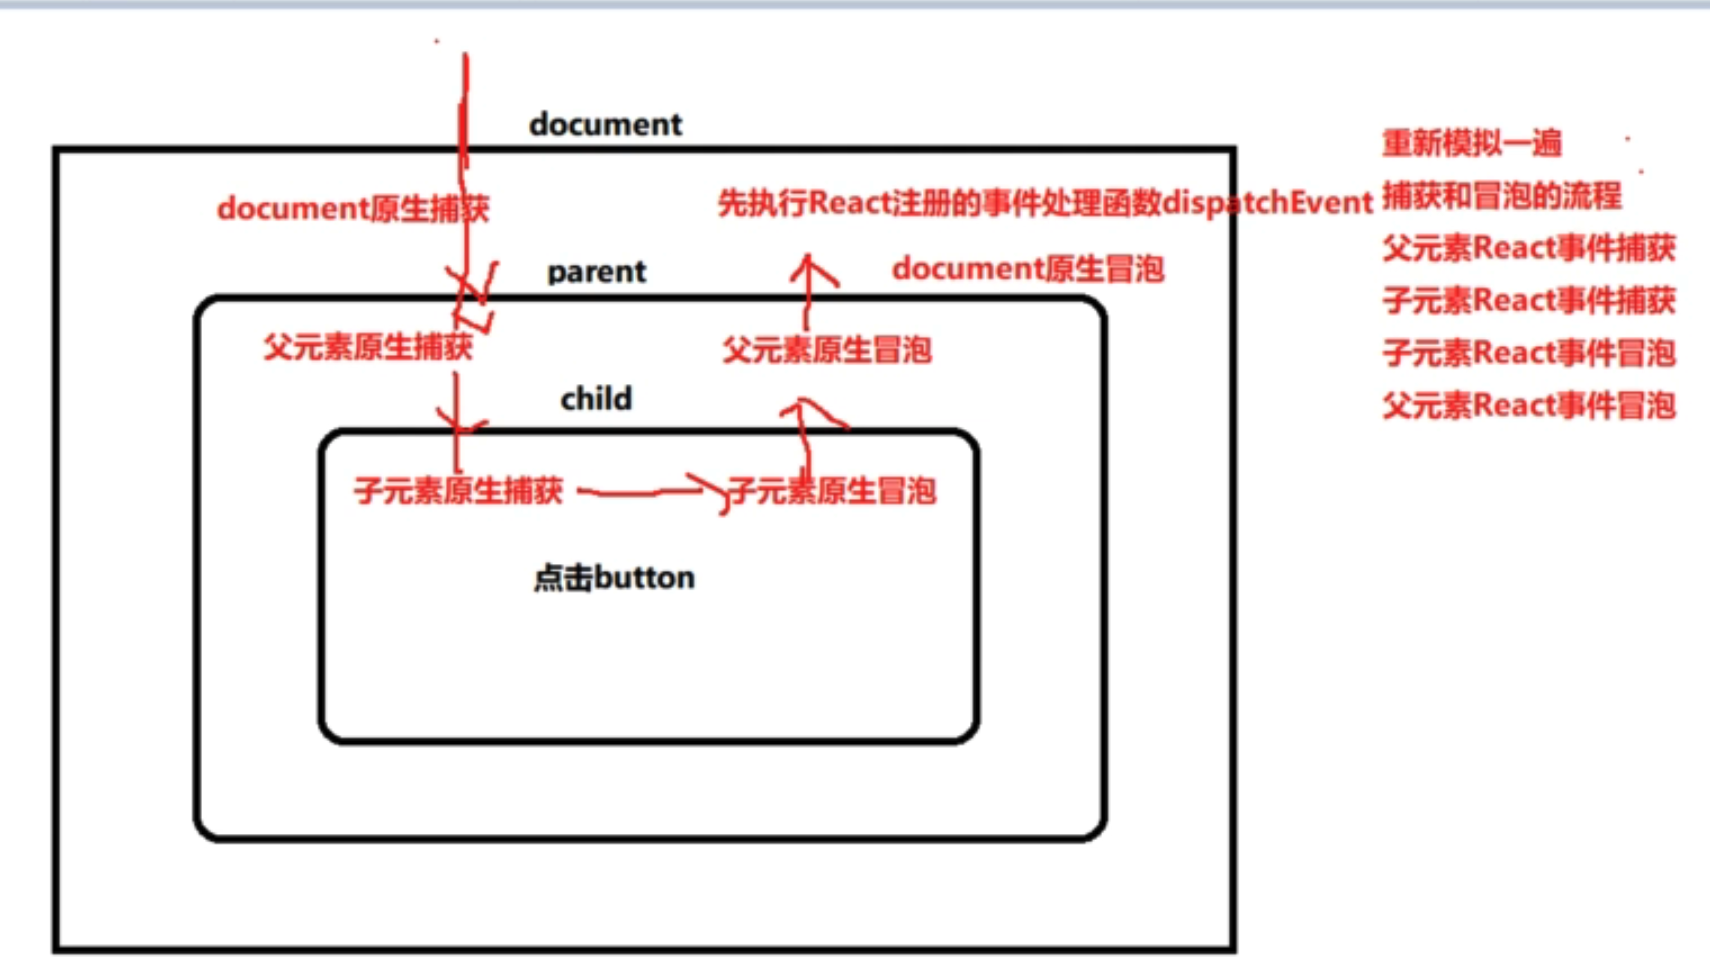 document
重新模拟一遍
document原生捕获
先执行React注册的事件处理函数dispatchEvent
捕获和冒泡的流程
父元素React事件捕获
parent
document原生冒泡
子元素React事件捕获
父元素原生捕获
父元素原生冒泡
子元素React事件冒泡
child
父元素React事件冒泡
子元素原生捕获
子元素原生冒泡
点击button